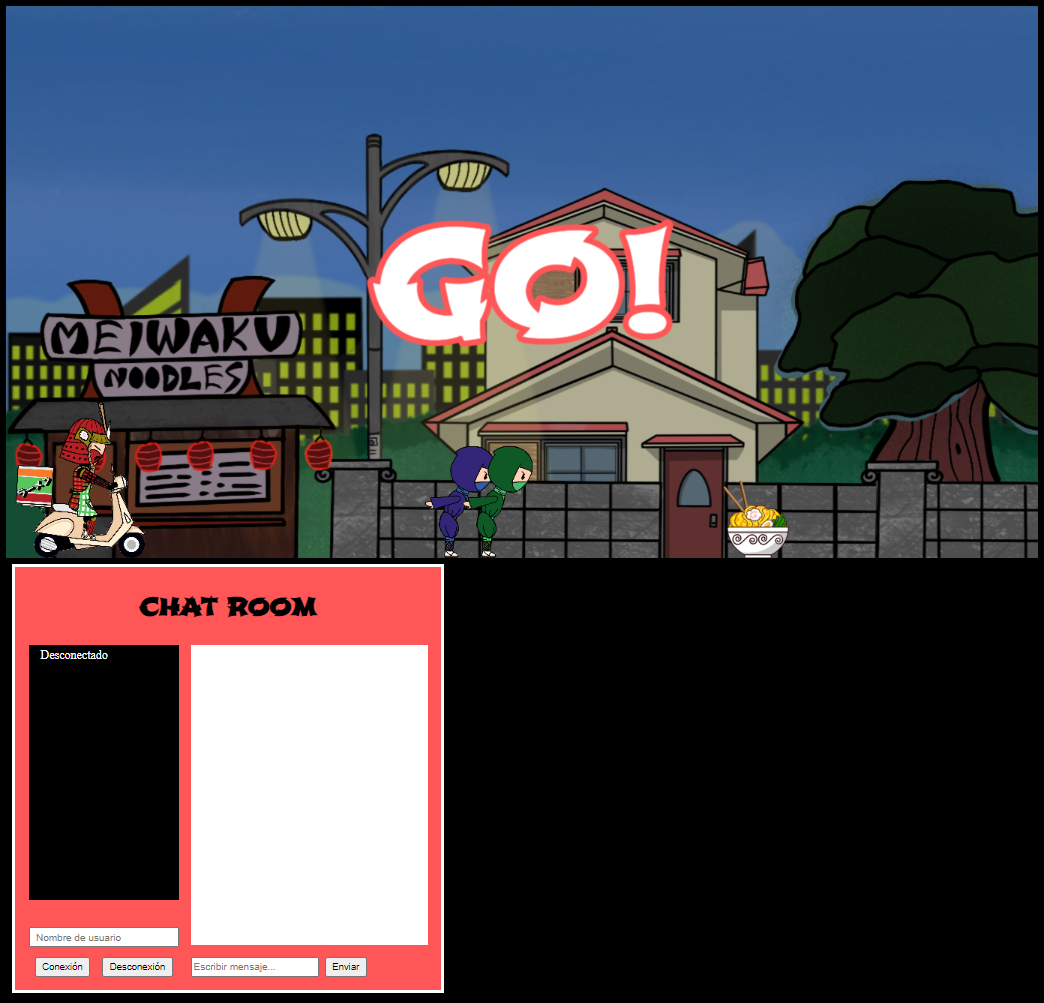 GO!
MEIWAKU
NOODLES
CHAT ROOM
Desconectado
Nombre de usuario
Conexión
Desconexión
Escribir mensaje...
Enviar